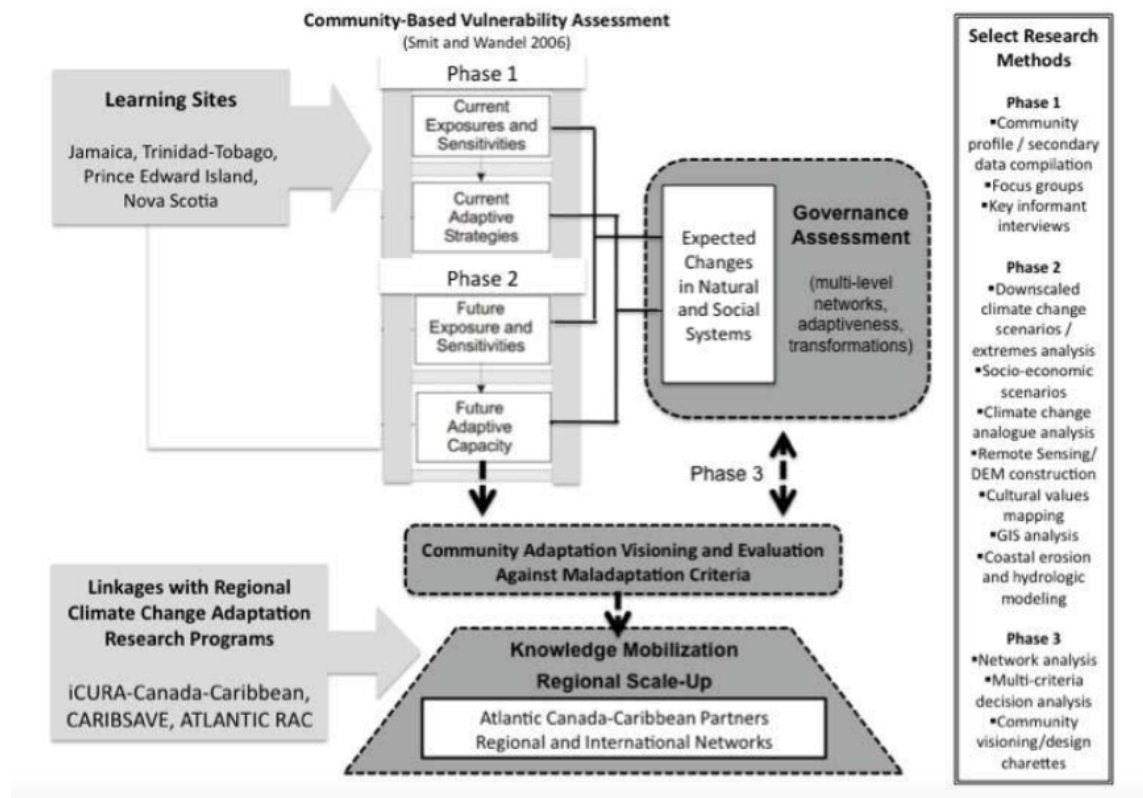 Community-Based Vulnerability Assessment
(Smit and Wandel 2006)
Learning Sites
Jamaica, Trinidad-Tobago,
Prince Edward Island,
Nova Scotia
Phase 1
Current
Exposures and
Sensitivities
Current
Adaptive
Strategies
Phase 2
Future
Exposure and
Sensitivities
Future
Adaptive
Capacity
Expected
Changes
in Natural
and Social
Systems
Governance
Assessment
(multi-level
networks,
adaptiveness,
transformations)
Phase 3
Community Adaptation Visioning and Evaluation
Against Maladaptation Criteria
Linkages with Regional
Climate Change Adaptation
Research Programs
iCURA-Canada-Caribbean,
CARIBSAVE, ATLANTIC RAC
Knowledge Mobilization
Regional Scale-Up
Atlantic Canada-Caribbean Partners
Regional and International Networks
Select Research
Methods
Phase 1
▪Community
profile / secondary
data compilation
▪Focus groups
▪Key informant
interviews
Phase 2
▪Downscaled
climate change
scenarios /
extremes analysis
▪Socio-economic
scenarios
▪Climate change
analogue analysis
▪Remote Sensing/
DEM construction
▪Cultural values
mapping
▪GIS analysis
▪Coastal erosion
and hydrologic
modeling
Phase 3
▪Network analysis
▪Multi-criteria
decision analysis
▪Community
visioning/design
charettes